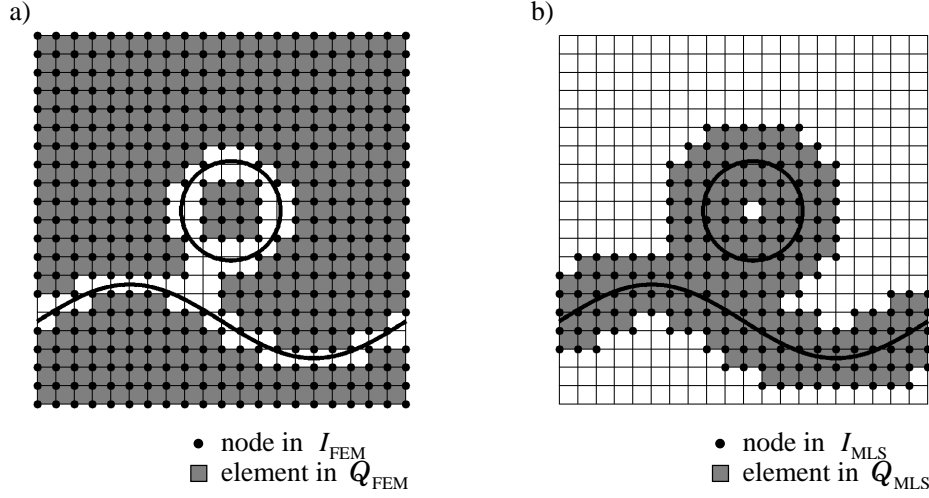 a)
b)
node in I_FEM
element in Q_FEM
node in I_MLS
element in Q_MLS